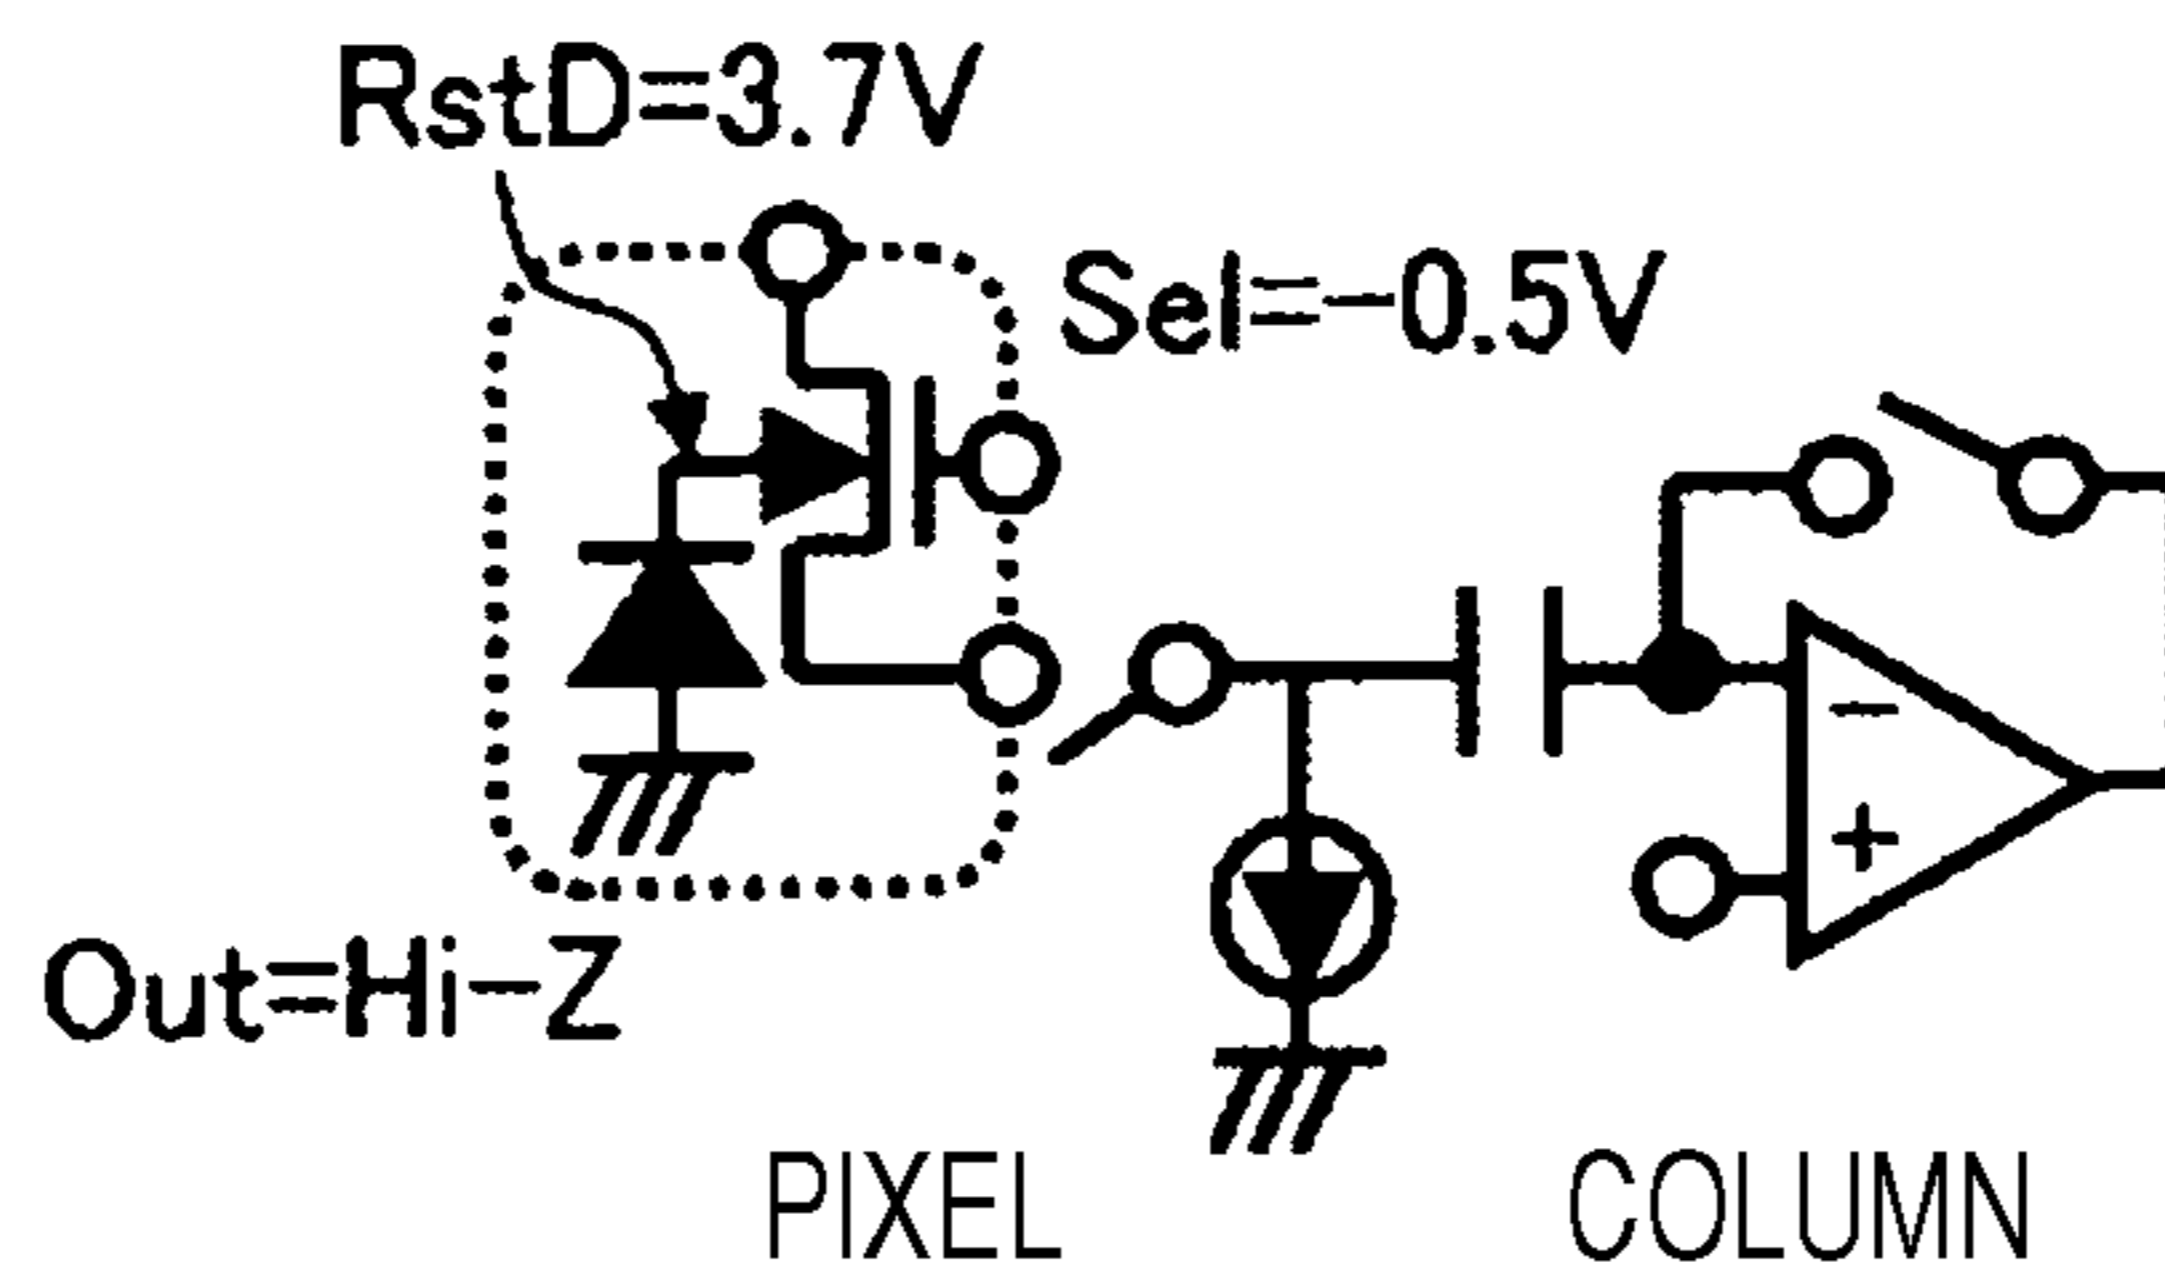 RstD=3.7V
Sel=-0.5V
−
+
Out=Hi-Z
PIXEL
COLUMN